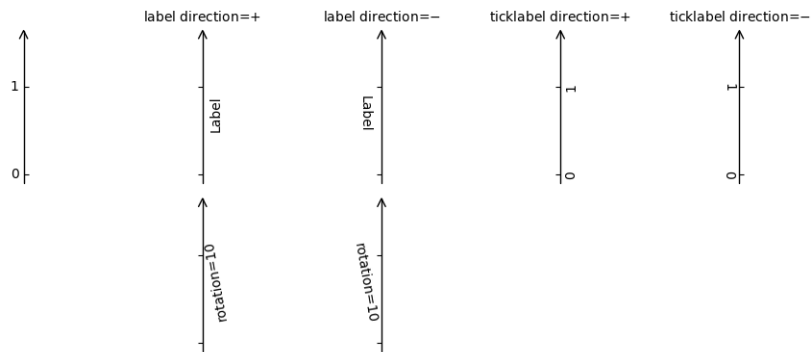 label direction=+
label direction=−
ticklabel direction=+
ticklabel direction=−
1
0
Label
Label
1
0
1
0
rotation=10
rotation=10